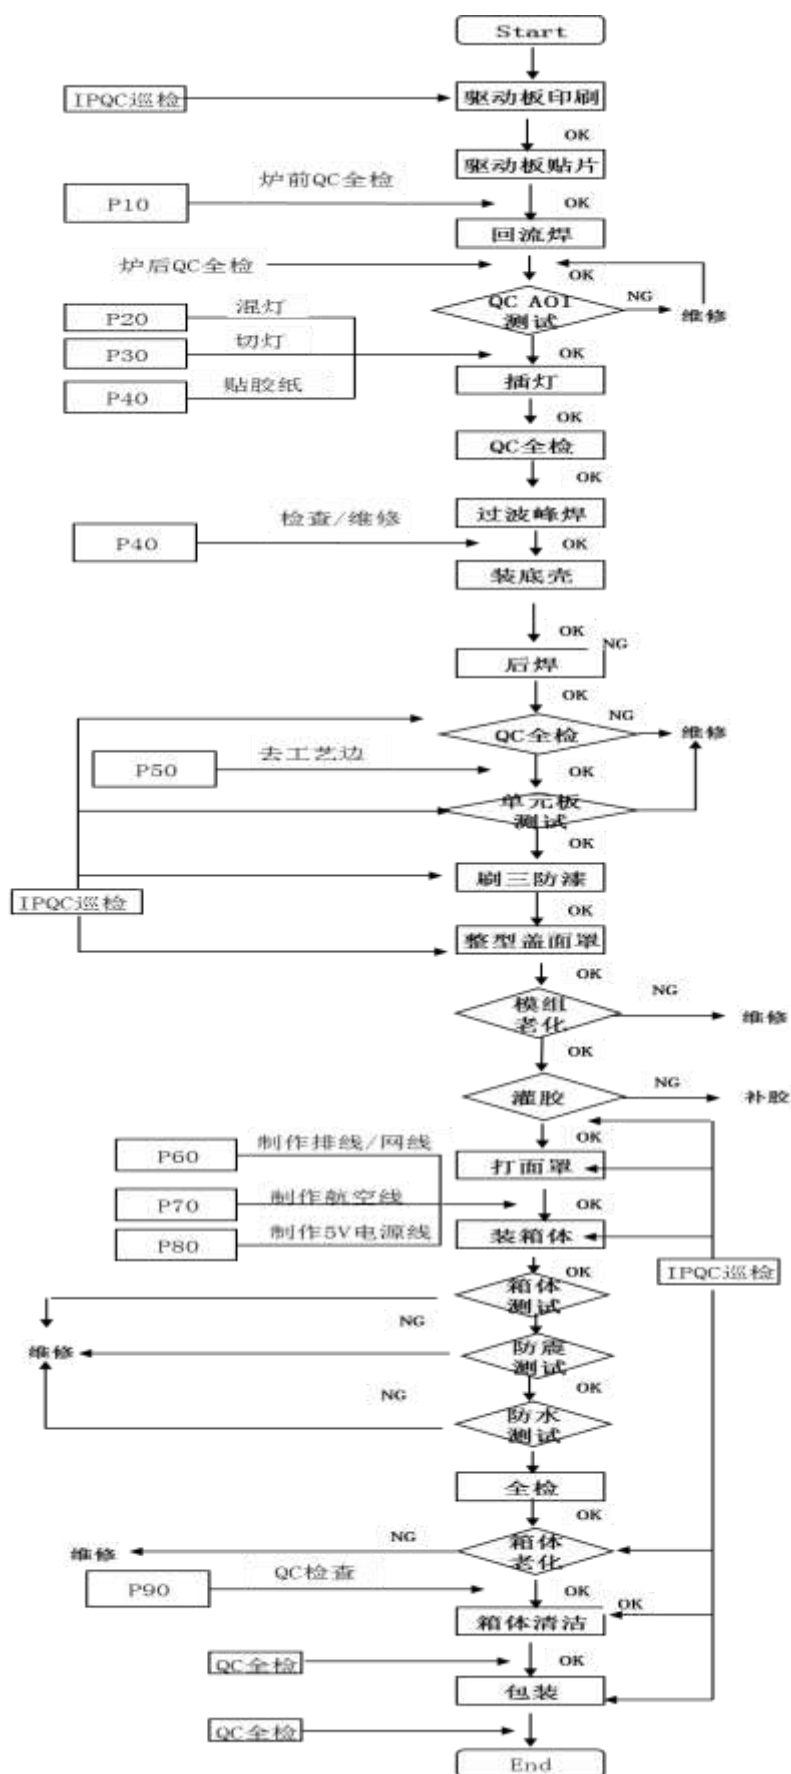 Start
IPQC巡检
驱动板印刷
OK
驱动板贴片
炉前QC全检
P10
OK
回流焊
炉后QC全检
OK
QC AOI
测试
NG
维修
P20
混灯
P30
切灯
OK
P40
贴胶纸
插灯
OK
QC全检
OK
检查/维修
过波峰焊
P40
OK
装底壳
OK
NG
后焊
OK
NG
QC全检
维修
P50
去工艺边
OK
单元板
测试
OK
刷三防漆
IPQC巡检
OK
整型盖面罩
OK
NG
模组
老化
维修
OK
NG
灌胶
补胶
OK
P60
制作排线/网线
打面罩
P70
制作航空线
OK
P80
制作5V电源线
装箱体
OK
IPQC巡检
箱体
测试
NG
OK
维修
防震
测试
NG
OK
防水
测试
全检
OK
NG
箱体
老化
维修
P90
QC检查
OK
OK
箱体清洁
QC全检
OK
包装
QC全检
End